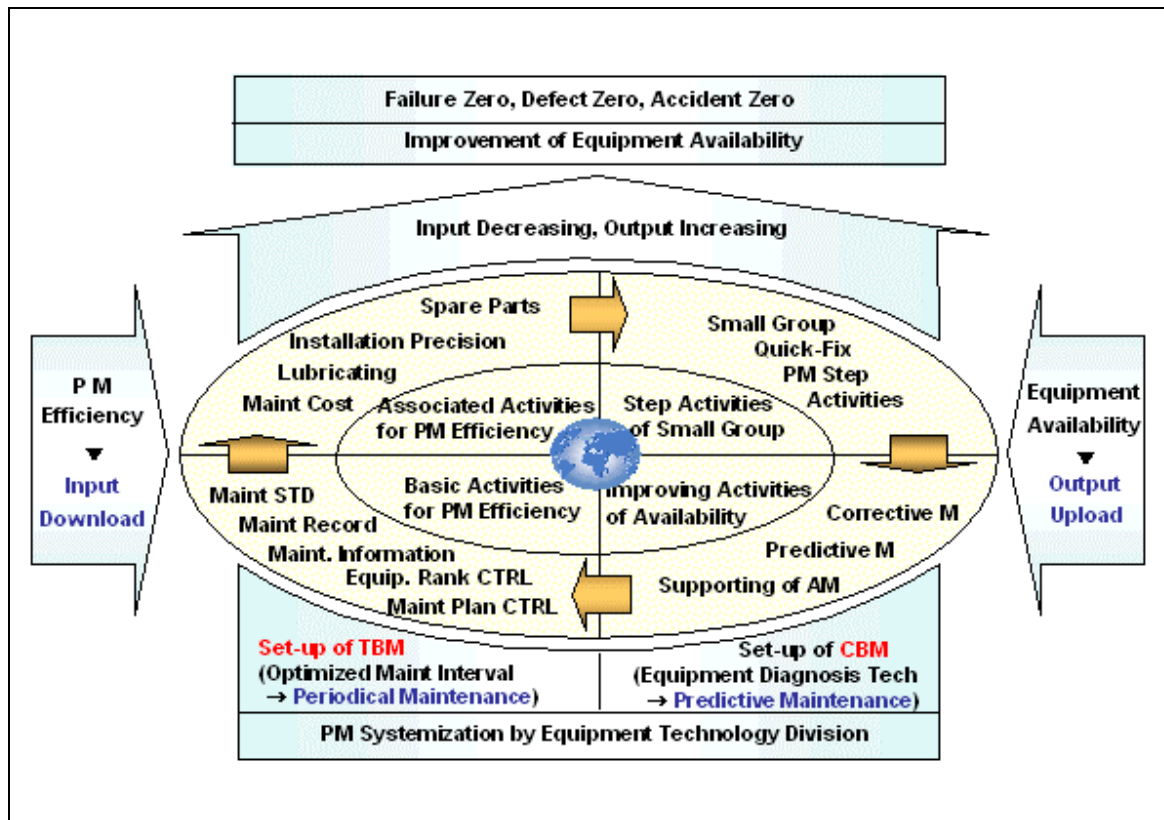 Failure Zero, Defect Zero, Accident Zero
Improvement of Equipment Availability
Input Decreasing, Output Increasing
P M
Efficiency
▼
Input
Download
Spare Parts
Installation Precision
Lubricating
Maint Cost
Associated Activities
for PM Efficiency
Small Group
Quick-Fix
PM Step
Activities
Step Activities
of Small Group
Equipment
Availability
▼
Output
Upload
Basic Activities
for PM Efficiency
Maint STD
Maint Record
Maint. Information
Equip. Rank CTRL
Maint Plan CTRL
Improving Activities
of Availability
Corrective M
Predictive M
Supporting of AM
Set-up of TBM
(Optimized Maint Interval
→ Periodical Maintenance)
Set-up of CBM
(Equipment Diagnosis Tech
→ Predictive Maintenance)
PM Systemization by Equipment Technology Division